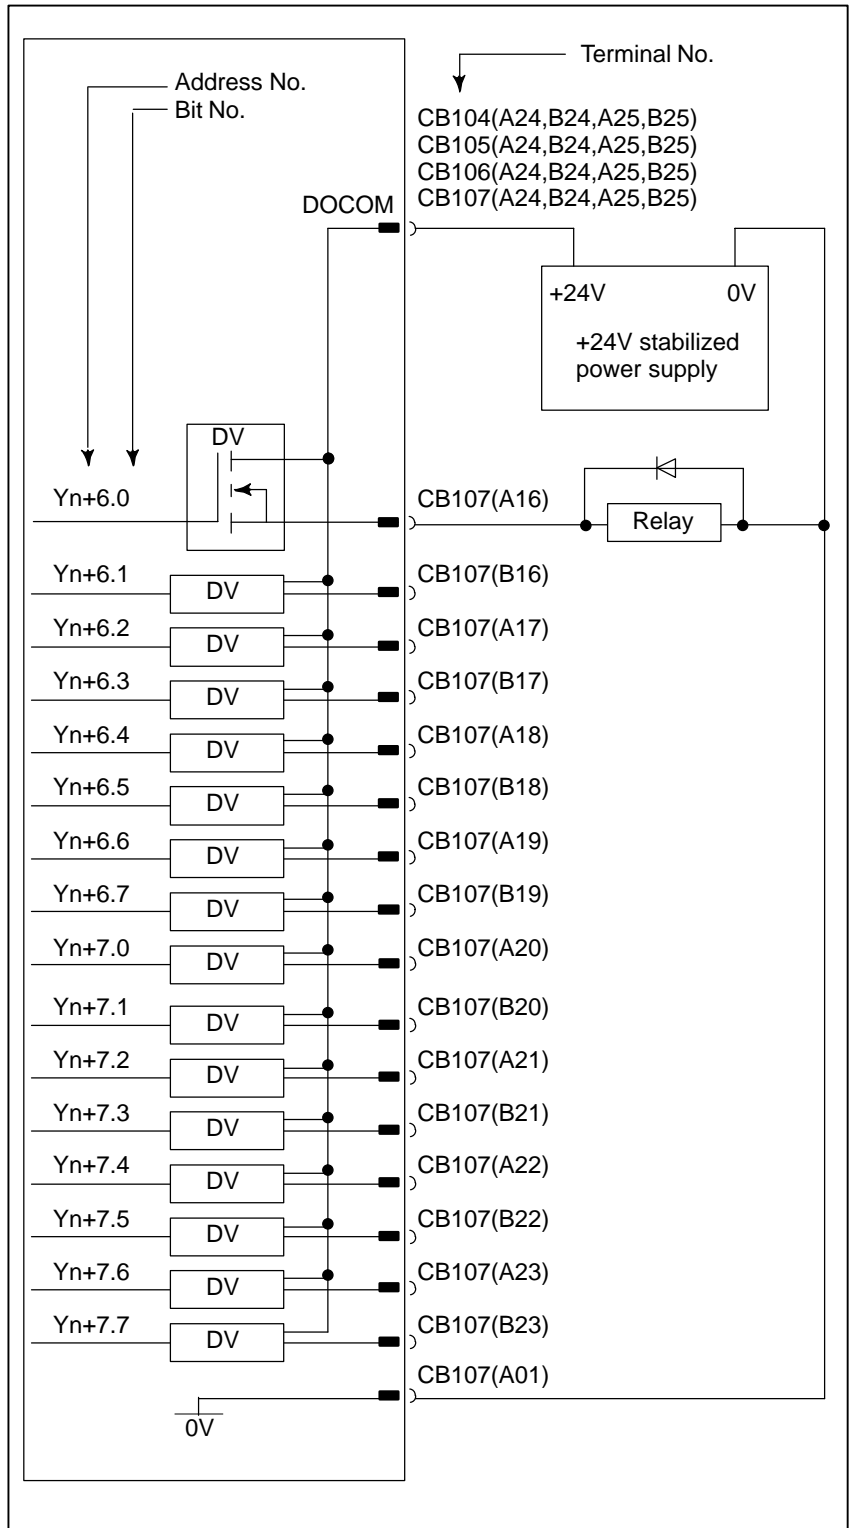 Terminal No.
Address No.
Bit No.
CB104(A24,B24,A25,B25)
CB105(A24,B24,A25,B25)
CB106(A24,B24,A25,B25)
CB107(A24,B24,A25,B25)
DOCOM
+24V 0V
+24V stabilized
power supply
DV
Yn+6.0 CB107(A16)
Relay
Yn+6.1 DV CB107(B16)
Yn+6.2 DV CB107(A17)
Yn+6.3 DV CB107(B17)
Yn+6.4 DV CB107(A18)
Yn+6.5 DV CB107(B18)
Yn+6.6 DV CB107(A19)
Yn+6.7 DV CB107(B19)
Yn+7.0 DV CB107(A20)
Yn+7.1 DV CB107(B20)
Yn+7.2 DV CB107(A21)
Yn+7.3 DV CB107(B21)
Yn+7.4 DV CB107(A22)
Yn+7.5 DV CB107(B22)
Yn+7.6 DV CB107(A23)
Yn+7.7 DV CB107(B23)
CB107(A01)
0V